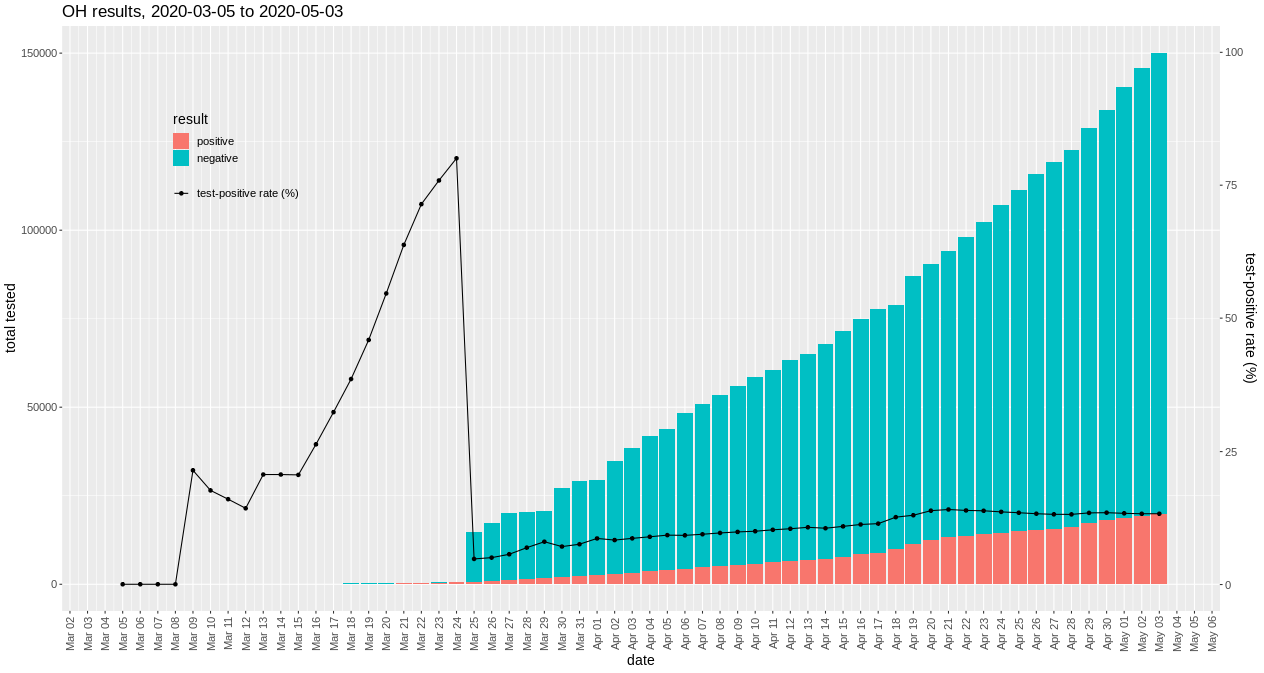 OH results, 2020-03-05 to 2020-05-03
150000
100000
50000
0
total tested
result
positive
negative
test-positive rate (%)
100
75
50
25
0
test-positive rate (%)
Mar 02
Mar 03
Mar 04
Mar 05
Mar 06
Mar 07
Mar 08
Mar 09
Mar 10
Mar 11
Mar 12
Mar 13
Mar 14
Mar 15
Mar 16
Mar 17
Mar 18
Mar 19
Mar 20
Mar 21
Mar 22
Mar 23
Mar 24
Mar 25
Mar 26
Mar 27
Mar 28
Mar 29
Mar 30
Mar 31
Apr 01
Apr 02
Apr 03
Apr 04
Apr 05
Apr 06
Apr 07
Apr 08
Apr 09
Apr 10
Apr 11
Apr 12
Apr 13
Apr 14
Apr 15
Apr 16
Apr 17
Apr 18
Apr 19
Apr 20
Apr 21
Apr 22
Apr 23
Apr 24
Apr 25
Apr 26
Apr 27
Apr 28
Apr 29
Apr 30
May 01
May 02
May 03
May 04
May 05
May 06
date